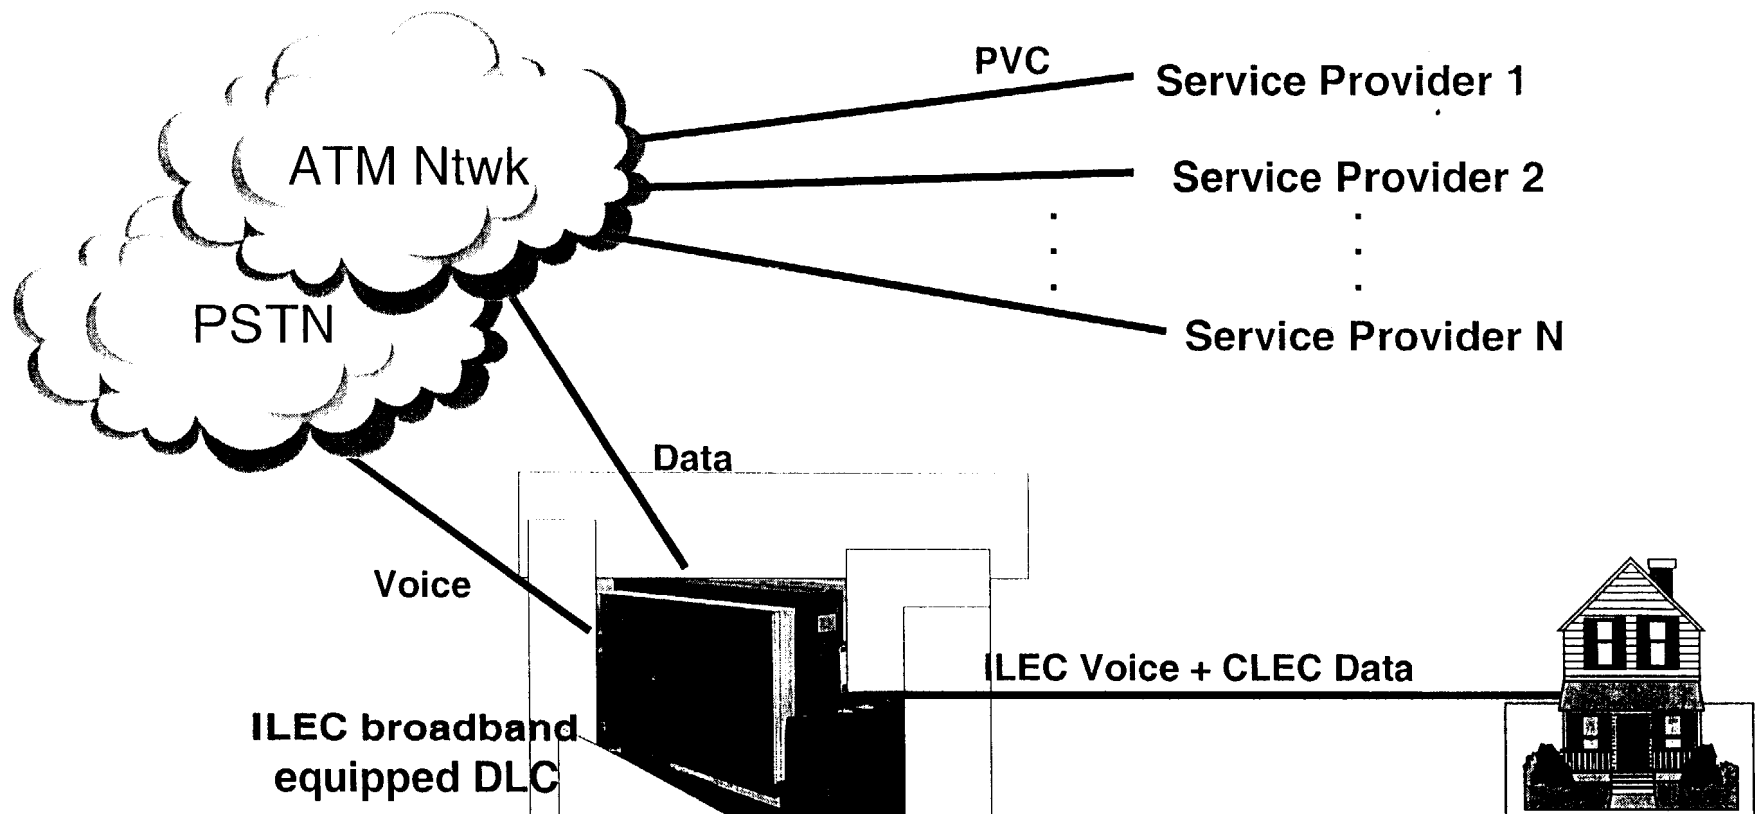 PVC
Service Provider 1
ATM Ntwk
Service Provider 2
PSTN
Service Provider N
Data
Voice
ILEC Voice + CLEC Data
ILEC broadband
equipped DLC